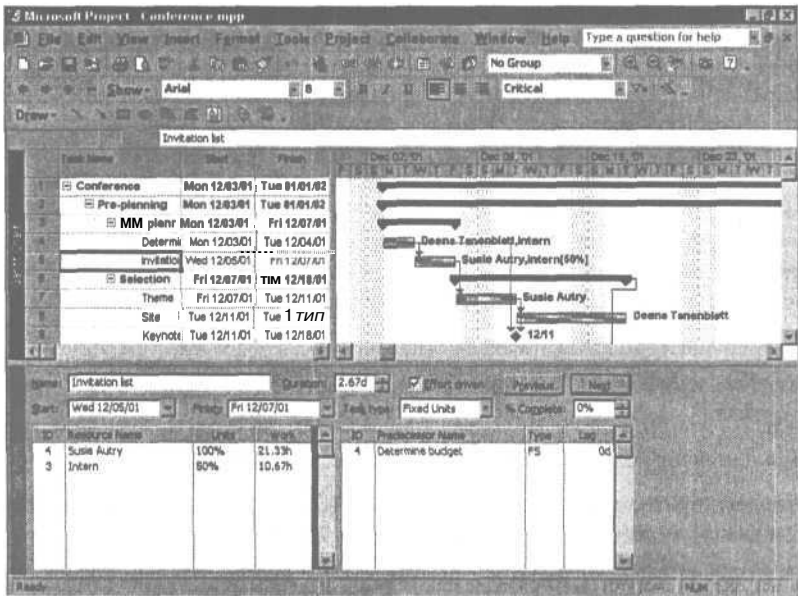 Microsoft Project - Conference.mpp
File Edit View Insert Format Tools Project Collaborate Window Help Type a question for help
No Group
Show Arial 8 B I U Critical
Draw
Invitation list
Task Name Start Finish Dec 02, '01 Dec 09, '01 Dec 16, '01 Dec 23, '01
1 Conference Mon 12/03/01 Tue 01/01/02
2 Pre-planning Mon 12/03/01 Tue 01/01/02
3 ММ planr Mon 12/03/01 Fri 12/07/01
4 Determi Mon 12/03/01 Tue 12/04/01 Deena Tanenblatt,Intern
5 Invitatio Wed 12/05/01 Fri 12/07/01 Susie Autry,Intern[50%]
6 Selection Fri 12/07/01 ТІМ 12/18/01
7 Theme Fri 12/07/01 Tue 12/11/01 Susie Autry
8 Site Tue 12/11/01 Tue 1 тип Deena Tanenblatt
9 Keynote Tue 12/11/01 Tue 12/18/01 12/11
Name: Invitation list Duration: 2.67d Effort driven Previous Next
Start: Wed 12/05/01 Finish: Fri 12/07/01 Task type: Fixed Units % Complete: 0%
ID Resource Name Units Work ID Predecessor Name Type Lag
4 Susie Autry 100% 21.33h 4 Determine budget FS 0d
3 Intern 50% 10.67h
Ready NUM